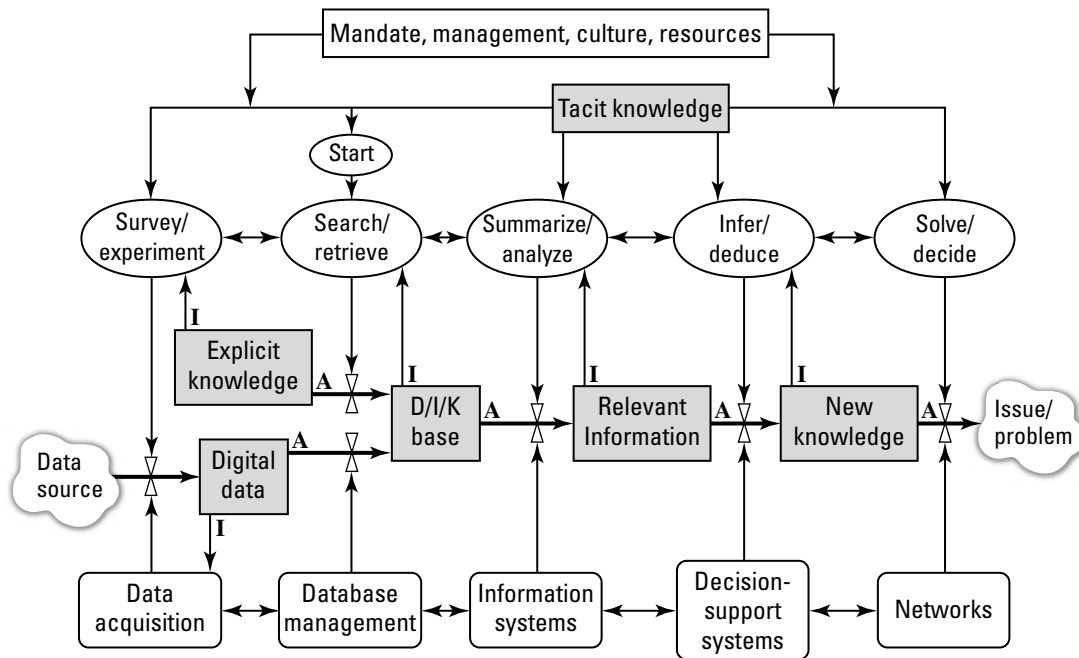 Mandate, management, culture, resources
Tacit knowledge
Start
Survey/
experiment
Search/
retrieve
Summarize/
analyze
Infer/
deduce
Solve/
decide
I
Explicit
knowledge
A
I
D/I/K
base
A
I
Relevant
Information
A
I
New
knowledge
A
Issue/
problem
Data
source
Digital
data
A
I
Data
acquisition
Database
management
Information
systems
Decision-
support
systems
Networks